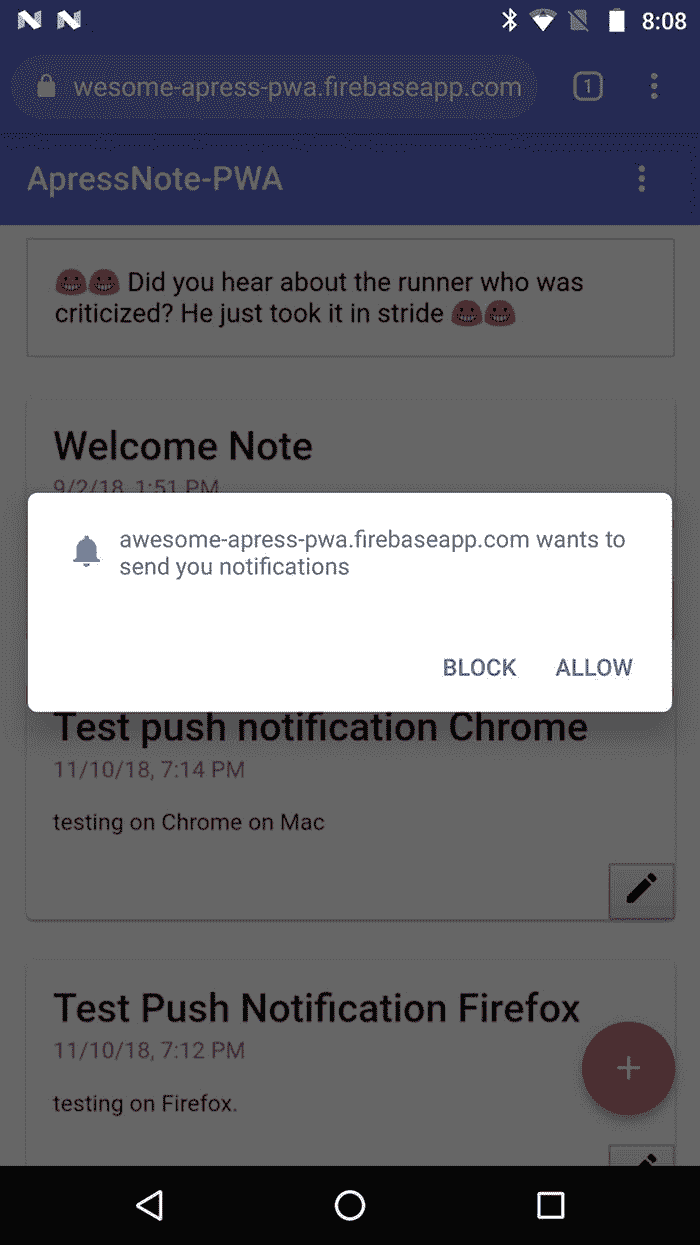 8:08
wesome-apress-pwa.firebaseapp.com
1
ApressNote-PWA
Did you hear about the runner who was
criticized? He just took it in stride
Welcome Note
9/2/18, 1:51 PM
awesome-apress-pwa.firebaseapp.com wants to
send you notifications
BLOCK ALLOW
Test push notification Chrome
11/10/18, 7:14 PM
testing on Chrome on Mac
Test Push Notification Firefox
11/10/18, 7:12 PM
testing on Firefox.